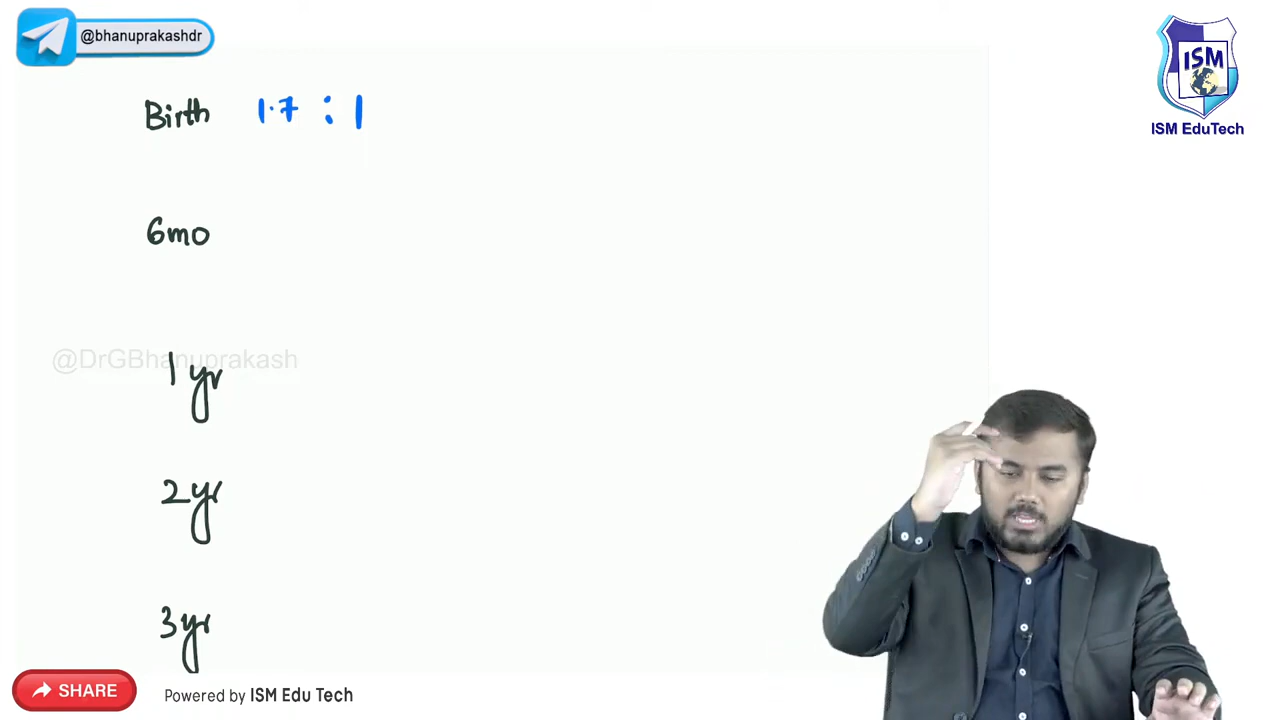 @bhanuprakashdr
ISM
ISM EduTech
Birth 1.7 : 1
6mo
@DrGBhanuprakash
1 yr
2 yr
3 yr
SHARE
Powered by ISM Edu Tech